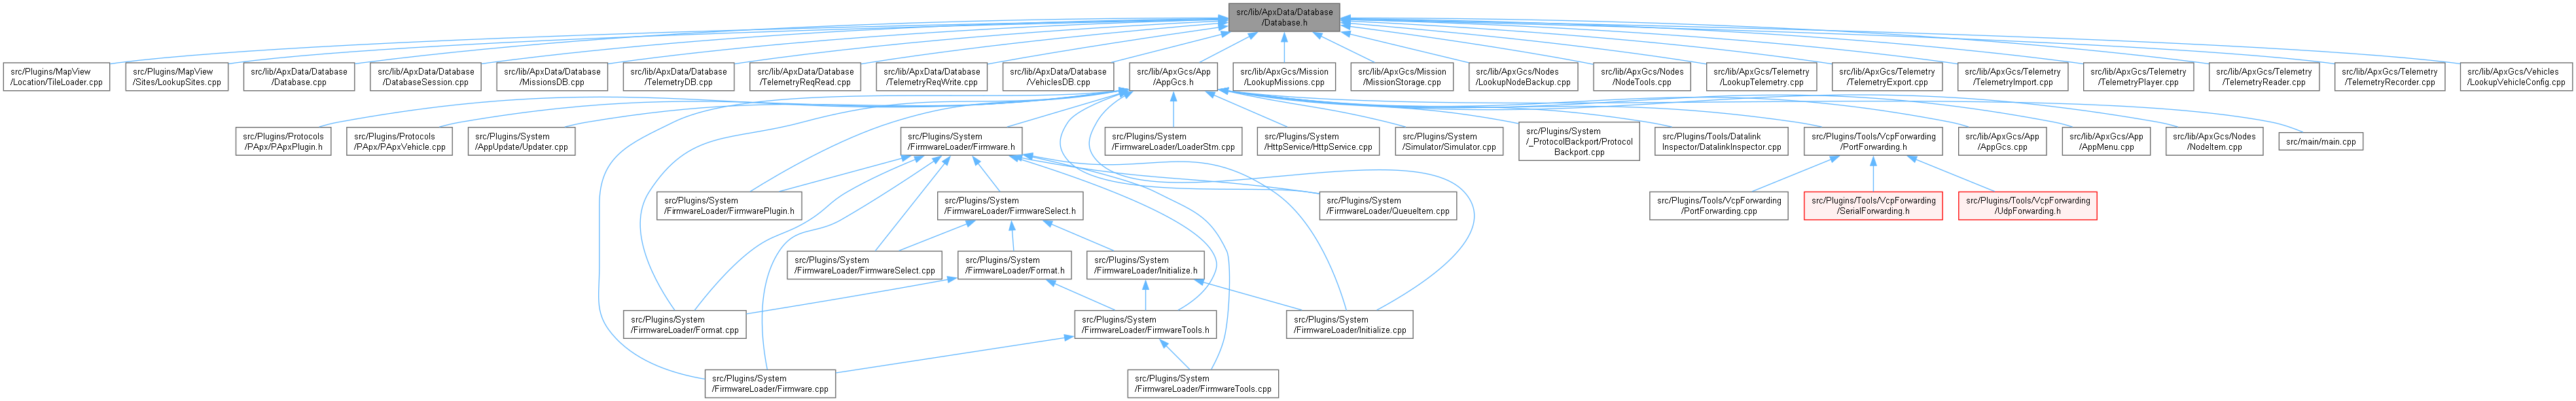 src/lib/ApxData/Database
/Database.h
src/Plugins/MapView
/Location/TileLoader.cpp
src/Plugins/MapView
/Sites/LookupSites.cpp
src/lib/ApxData/Database
/Database.cpp
src/lib/ApxData/Database
/DatabaseSession.cpp
src/lib/ApxData/Database
/MissionsDB.cpp
src/lib/ApxData/Database
/TelemetryDB.cpp
src/lib/ApxData/Database
/TelemetryReqRead.cpp
src/lib/ApxData/Database
/TelemetryReqWrite.cpp
src/lib/ApxData/Database
/VehiclesDB.cpp
src/lib/ApxGcs/App
/AppGcs.h
src/lib/ApxGcs/Mission
/LookupMissions.cpp
src/lib/ApxGcs/Mission
/MissionStorage.cpp
src/lib/ApxGcs/Nodes
/LookupNodeBackup.cpp
src/lib/ApxGcs/Nodes
/NodeTools.cpp
src/lib/ApxGcs/Telemetry
/LookupTelemetry.cpp
src/lib/ApxGcs/Telemetry
/TelemetryExport.cpp
src/lib/ApxGcs/Telemetry
/TelemetryImport.cpp
src/lib/ApxGcs/Telemetry
/TelemetryPlayer.cpp
src/lib/ApxGcs/Telemetry
/TelemetryReader.cpp
src/lib/ApxGcs/Telemetry
/TelemetryRecorder.cpp
src/lib/ApxGcs/Vehicles
/LookupVehicleConfig.cpp
src/Plugins/Protocols
/PApx/PApxPlugin.h
src/Plugins/Protocols
/PApx/PApxVehicle.cpp
src/Plugins/System
/AppUpdate/Updater.cpp
src/Plugins/System
/FirmwareLoader/Firmware.h
src/Plugins/System
/FirmwareLoader/LoaderStm.cpp
src/Plugins/System
/HttpService/HttpService.cpp
src/Plugins/System
/Simulator/Simulator.cpp
src/Plugins/System
/_ProtocolBackport/Protocol
Backport.cpp
src/Plugins/Tools/Datalink
Inspector/DatalinkInspector.cpp
src/Plugins/Tools/VcpForwarding
/PortForwarding.h
src/lib/ApxGcs/App
/AppGcs.cpp
src/lib/ApxGcs/App
/AppMenu.cpp
src/lib/ApxGcs/Nodes
/NodeItem.cpp
src/main/main.cpp
src/Plugins/System
/FirmwareLoader/FirmwarePlugin.h
src/Plugins/System
/FirmwareLoader/FirmwareSelect.h
src/Plugins/System
/FirmwareLoader/QueueItem.cpp
src/Plugins/Tools/VcpForwarding
/PortForwarding.cpp
src/Plugins/Tools/VcpForwarding
/SerialForwarding.h
src/Plugins/Tools/VcpForwarding
/UdpForwarding.h
src/Plugins/System
/FirmwareLoader/FirmwareSelect.cpp
src/Plugins/System
/FirmwareLoader/Format.h
src/Plugins/System
/FirmwareLoader/Initialize.h
src/Plugins/System
/FirmwareLoader/Format.cpp
src/Plugins/System
/FirmwareLoader/FirmwareTools.h
src/Plugins/System
/FirmwareLoader/Initialize.cpp
src/Plugins/System
/FirmwareLoader/Firmware.cpp
src/Plugins/System
/FirmwareLoader/FirmwareTools.cpp